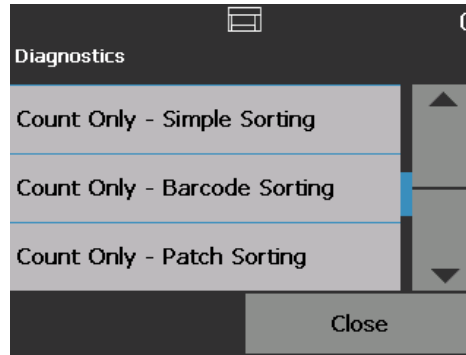 Diagnostics
Count Only - Simple Sorting
Count Only - Barcode Sorting
Count Only - Patch Sorting
Close